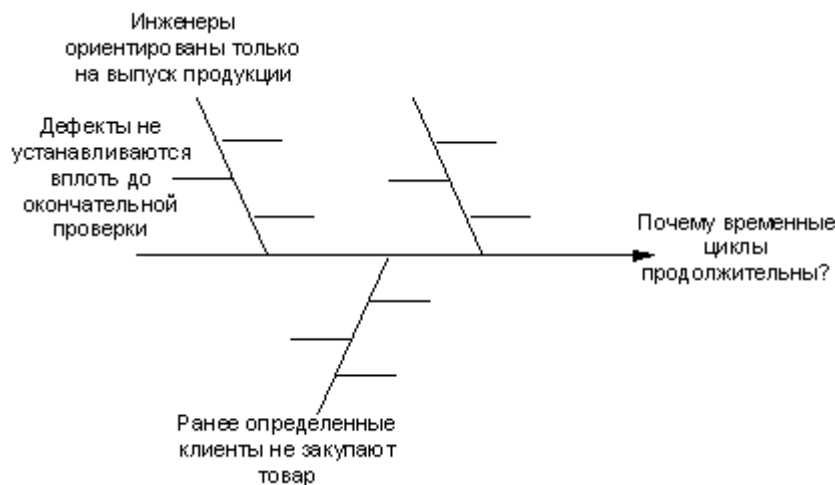 Инженеры
ориентированы только
на выпуск продукции
Дефекты не
устанавливаются
вплоть до
окончательной
проверки
Почему временные
циклы
продолжительны?
Ранее определенные
клиенты не закупают
товар